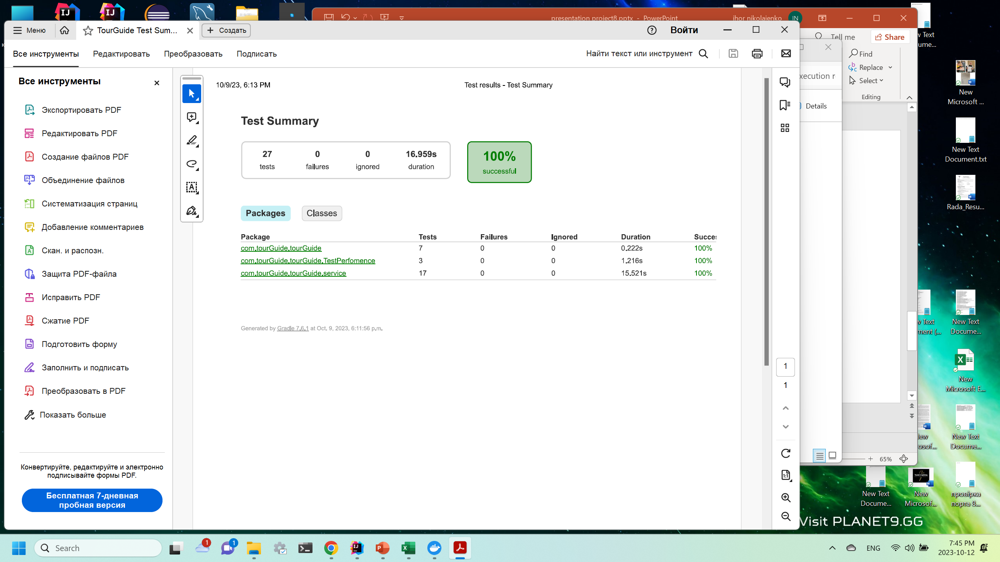 presentation project8.pptx - PowerPoint
ihor nikolaienko
IN
Меню
TourGuide Test Sum...
Создать
Войти
Tell me
Share
Все инструменты
Редактировать
Преобразовать
Подписать
Найти текст или инструмент
Find
Replace
Select
Editing
xecution r
Details
Все инструменты
Экспортировать PDF
Редактировать PDF
Создание файлов PDF
Объединение файлов
Систематизация страниц
Добавление комментариев
Скан. и распозн.
Защита PDF-файла
Исправить PDF
Сжатие PDF
Подготовить форму
Заполнить и подписать
Преобразовать в PDF
Показать больше
Конвертируйте, редактируйте и электронно
подписывайте формы PDF.
Бесплатная 7-дневная
пробная версия
10/9/23, 6:13 PM
Test results - Test Summary
Test Summary
27 0 0 16.959s
tests failures ignored duration
100%
successful
Packages Classes
Package Tests Failures Ignored Duration Succes
com.tourGuide.tourGuide 7 0 0 0.222s 100%
com.tourGuide.tourGuide.TestPerfomence 3 0 0 1.216s 100%
com.tourGuide.tourGuide.service 17 0 0 15.521s 100%
Generated by Gradle 7.6.1 at Oct. 9, 2023, 6:11:56 p.m.
1
1
65%
w Text
ume...
New
Microsoft ...
New Text
Document.txt
Rada_Resu...
w Text
ment (...
New Text
Docume...
New
Microsoft E...
New
osof...
New Text
Docume...
New Text
Docume...
New
Microsof...
провірка
порта 8...
Visit PLANET9.GG
Search
1
1
ENG
7:45 PM
2023-10-12